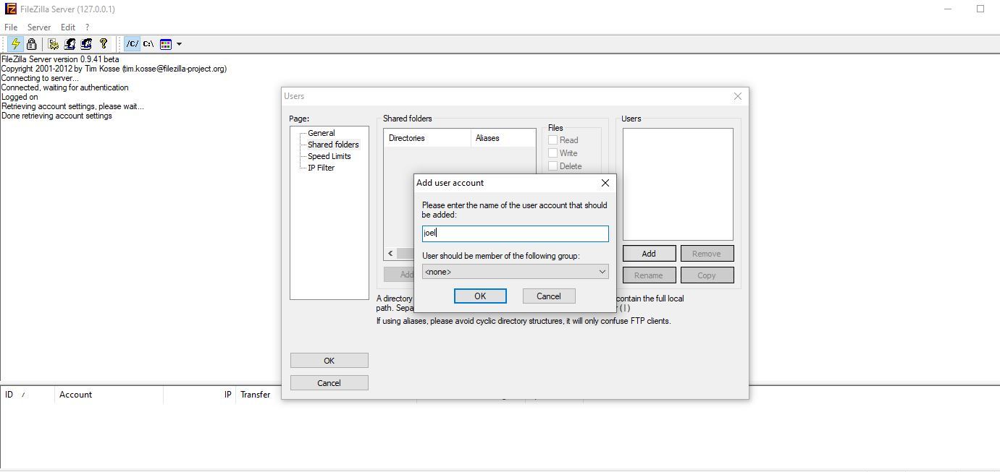 FileZilla Server (127.0.0.1)
File Server Edit ?
/C/ C:\
FileZilla Server version 0.9.41 beta
Copyright 2001-2012 by Tim Kosse (tim.kosse@filezilla-project.org)
Connecting to server...
Connected, waiting for authentication
Logged on
Retrieving account settings, please wait...
Done retrieving account settings
Users
Page:
General
Shared folders
Speed Limits
IP Filter
OK
Cancel
Shared folders
Directories Aliases
Files
Read
Write
Delete
Add
A directory
contain the full local
path.
(|)
If using aliases, please avoid cyclic directory structures, it will only confuse FTP clients.
Users
Add Remove
Rename Copy
Add user account
Please enter the name of the user account that should
be added:
joel
User should be member of the following group:
<none>
OK Cancel
ID / Account IP Transfer